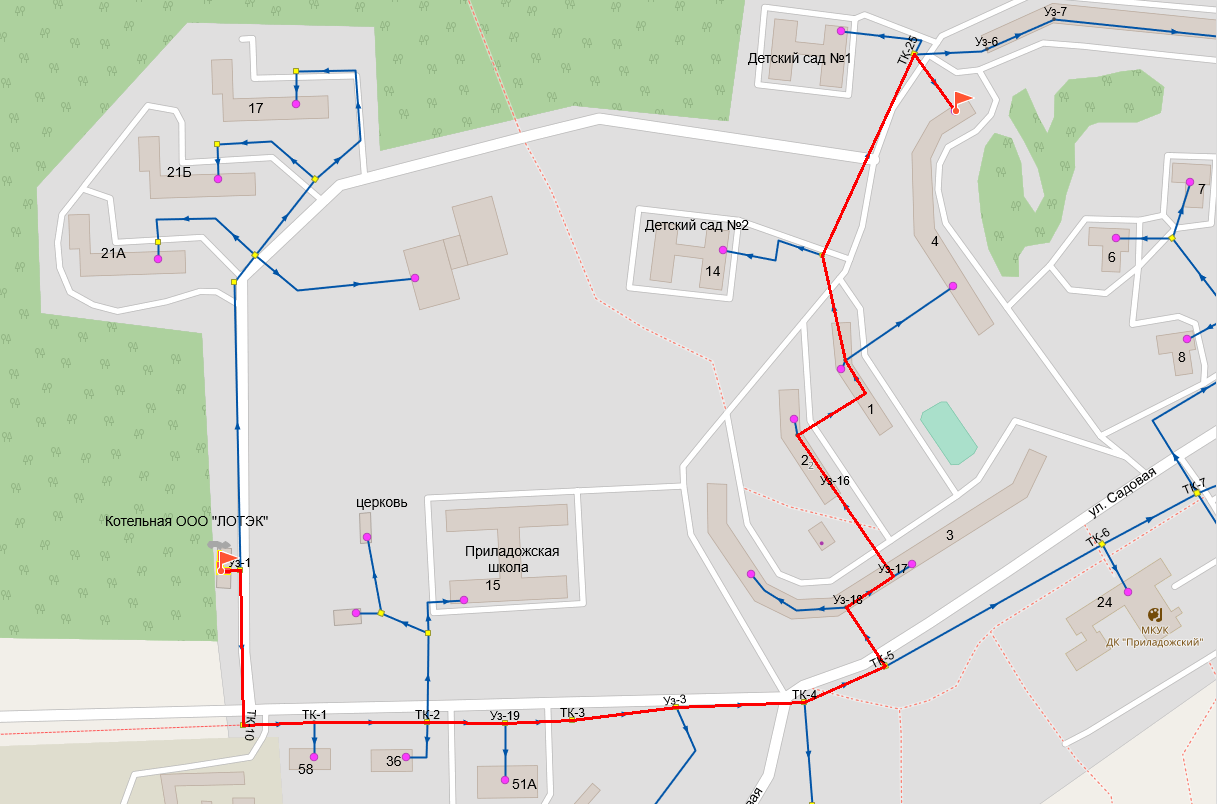 Уз-7
ТК-25
Уз-6
Детский сад №1
17
21Б
7
Детский сад №2
4
21А
6
14
8
1
2
Уз-16
ул. Садовая
ТК-7
церковь
Котельная ООО "ЛОТЭК"
3
ТК-6
Приладожская
школа
Уз-1
15
Уз-17
Уз-18
24
МКУК
ДК "Приладожский"
ТК-5
ТК-4
Уз-3
ТК-10
ТК-1
ТК-2
Уз-19
ТК-3
58
36
51А